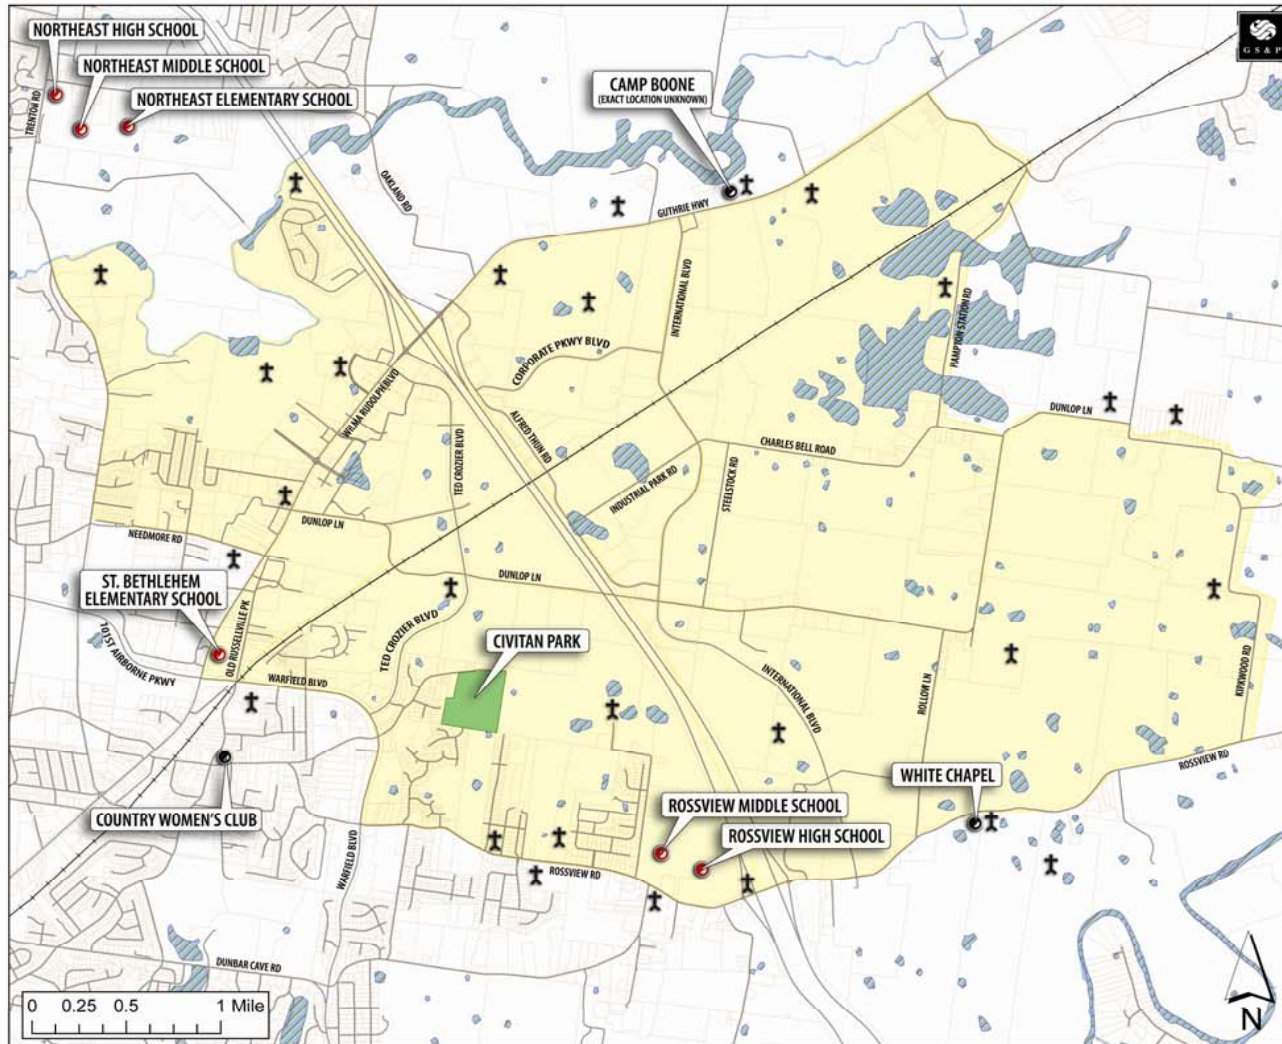 NORTHEAST HIGH SCHOOL
NORTHEAST MIDDLE SCHOOL
NORTHEAST ELEMENTARY SCHOOL
TRENTON RD
GS&P
CAMP BOONE
(EXACT LOCATION UNKNOWN)
OAKLAND RD
GUTHRIE HWY
INTERNATIONAL BLVD
HAMPTON STATION RD
CORPORATE PKWY BLVD
WILMA RUDOLPH BLVD
ALFRED THUN RD
TED CROZIER BLVD
DUNLOP LN
CHARLES BELL ROAD
INDUSTRIAL PARK RD
STEELSTOCK RD
NEEDMORE RD
DUNLOP LN
DUNLOP LN
ST. BETHLEHEM
ELEMENTARY SCHOOL
OLD RUSSELLVILLE PK
101ST AIRBORNE PKWY
WARFIELD BLVD
TED CROZIER BLVD
CIVITAN PARK
INTERNATIONAL BLVD
ROLLOW LN
KIRKWOOD RD
ROSSVIEW RD
WHITE CHAPEL
COUNTRY WOMEN'S CLUB
ROSSVIEW MIDDLE SCHOOL
ROSSVIEW HIGH SCHOOL
WARFIELD BLVD
ROSSVIEW RD
DUNBAR CAVE RD
0 0.25 0.5 1 Mile
N